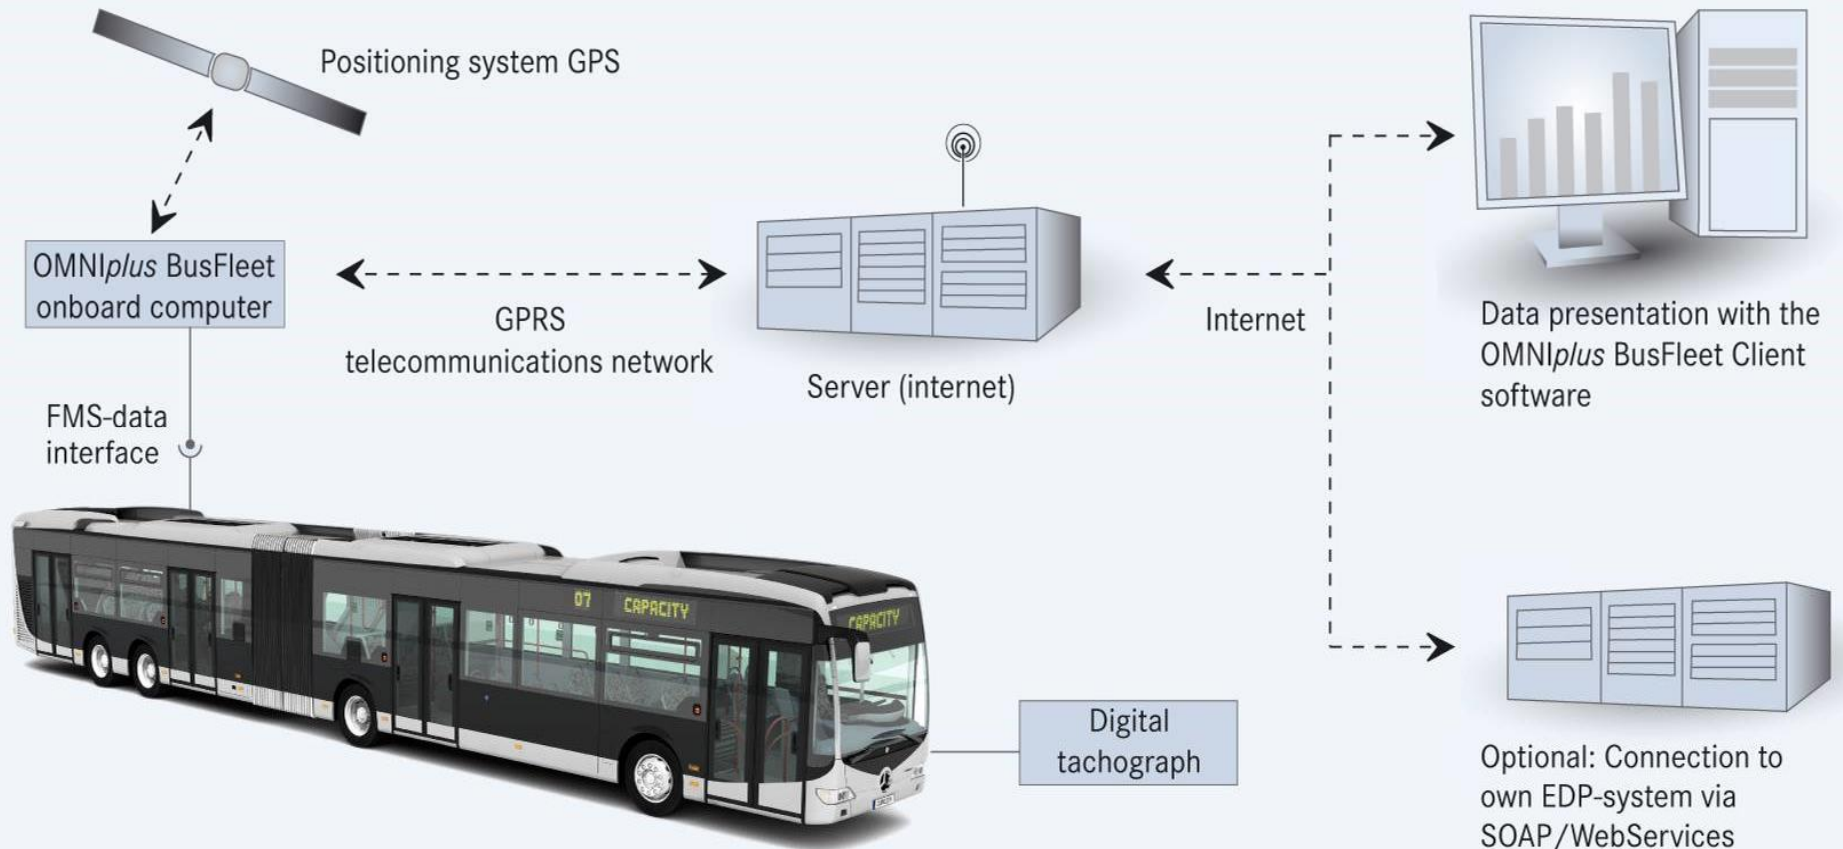 Positioning system GPS
OMNIplus BusFleet
onboard computer
GPRS
telecommunications network
Server (internet)
Internet
Data presentation with the
OMNIplus BusFleet Client
software
FMS-data
interface
07 CAPACITY
CAPACITY
Digital
tachograph
Optional: Connection to
own EDP-system via
SOAP/WebServices